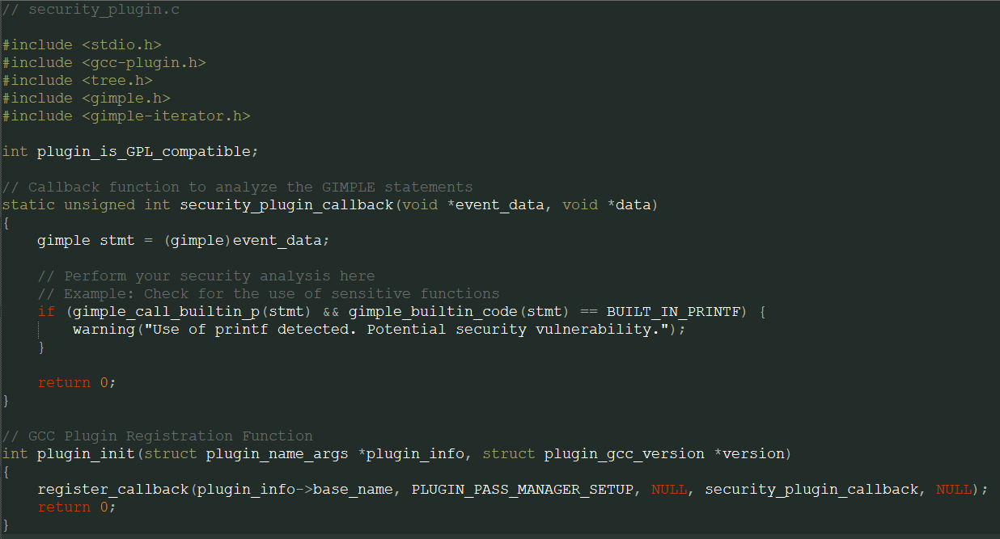 // security_plugin.c
#include <stdio.h>
#include <gcc-plugin.h>
#include <tree.h>
#include <gimple.h>
#include <gimple-iterator.h>
int plugin_is_GPL_compatible;
// Callback function to analyze the GIMPLE statements
static unsigned int security_plugin_callback(void *event_data, void *data)
{
    gimple stmt = (gimple)event_data;
    // Perform your security analysis here
    // Example: Check for the use of sensitive functions
    if (gimple_call_builtin_p(stmt) && gimple_builtin_code(stmt) == BUILT_IN_PRINTF) {
        warning("Use of printf detected. Potential security vulnerability.");
    }
    return 0;
}
// GCC Plugin Registration Function
int plugin_init(struct plugin_name_args *plugin_info, struct plugin_gcc_version *version)
{
    register_callback(plugin_info->base_name, PLUGIN_PASS_MANAGER_SETUP, NULL, security_plugin_callback, NULL);
    return 0;
}